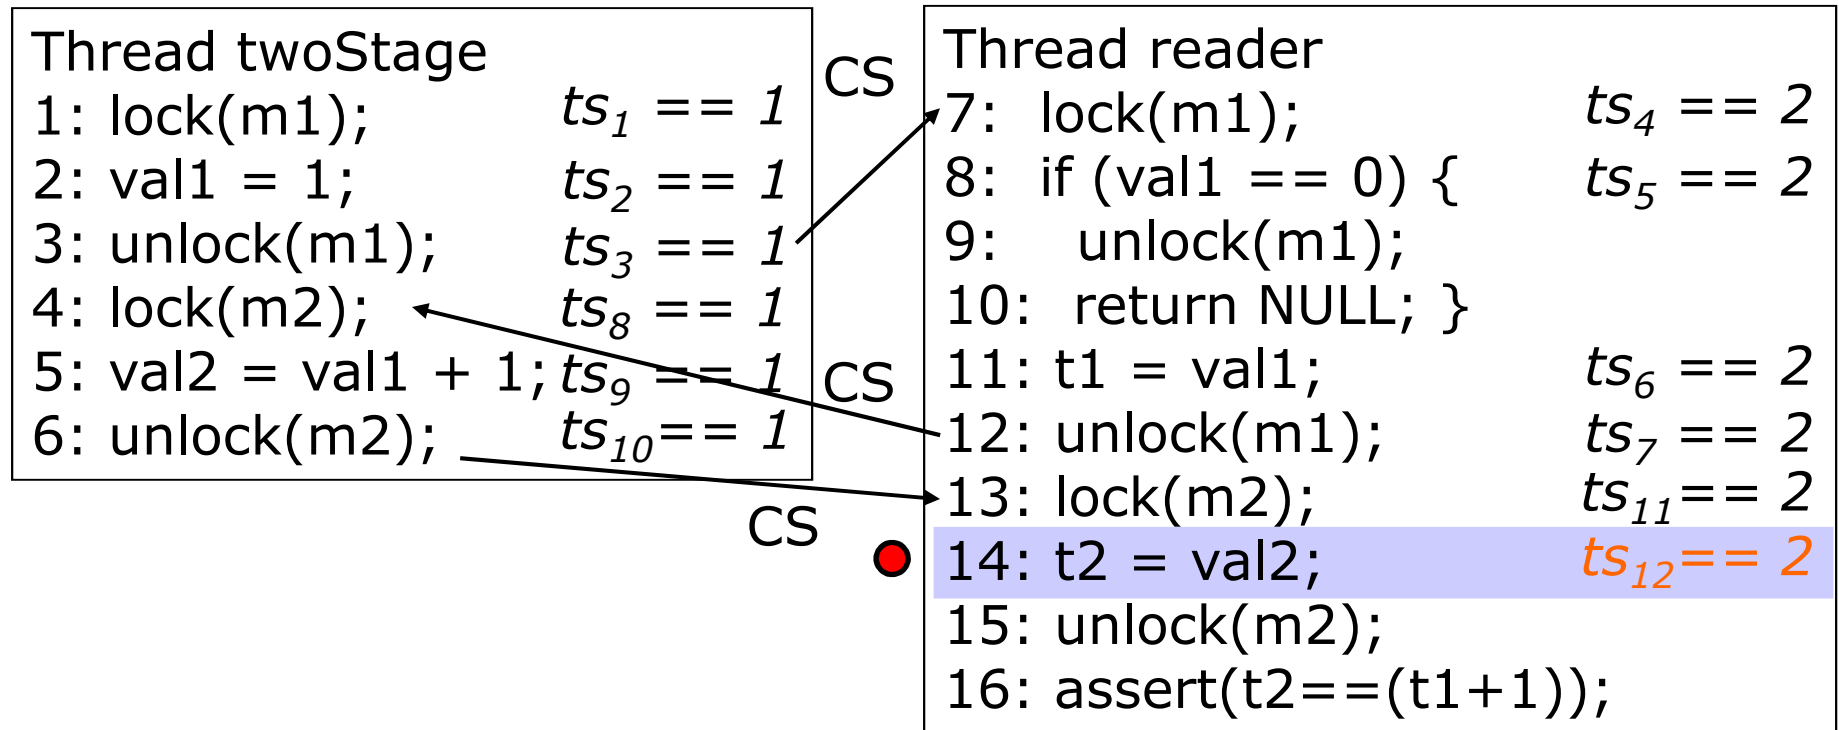 Thread twoStage
1: lock(m1); ts1 == 1
2: val1 = 1; ts2 == 1
3: unlock(m1); ts3 == 1
4: lock(m2); ts8 == 1
5: val2 = val1 + 1; ts9 == 1
6: unlock(m2); ts10== 1
CS
CS
CS
Thread reader
7: lock(m1); ts4 == 2
8: if (val1 == 0) { ts5 == 2
9: unlock(m1);
10: return NULL; }
11: t1 = val1; ts6 == 2
12: unlock(m1); ts7 == 2
13: lock(m2); ts11== 2
14: t2 = val2; ts12== 2
15: unlock(m2);
16: assert(t2==(t1+1));